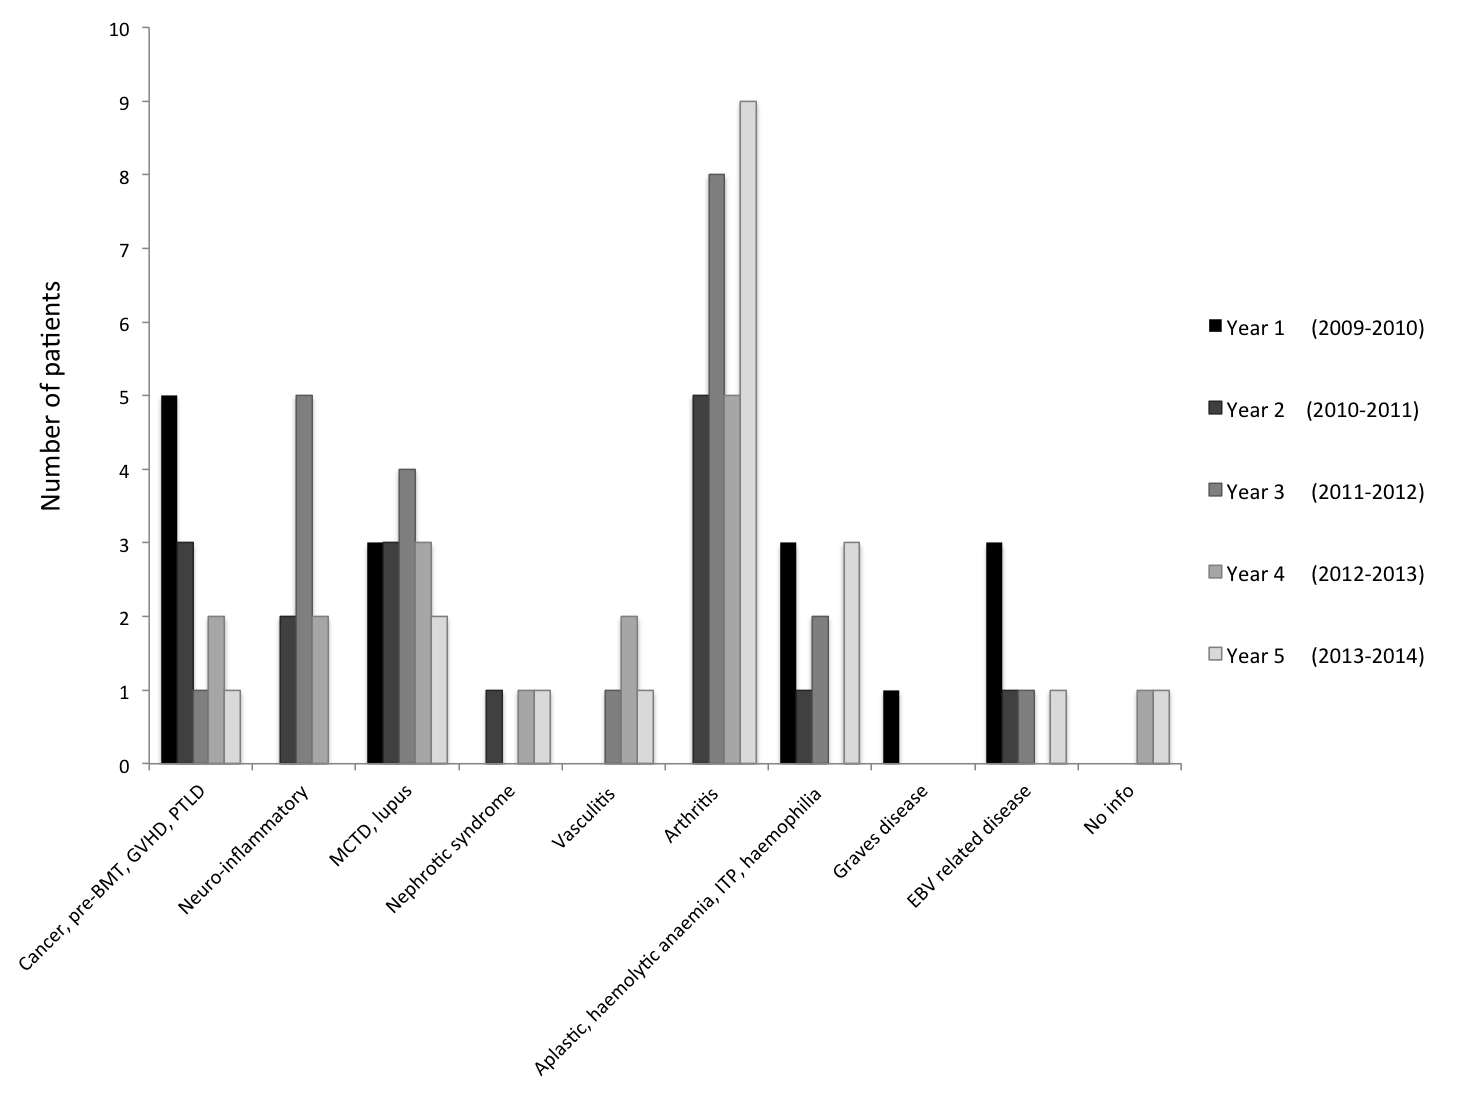 10
9
8
7
6
5
4
3
2
1
0
Number of patients
Cancer, pre-BMT, GVHD, PTLD
Neuro-inflammatory
MCTD, lupus
Nephrotic syndrome
Vasculitis
Arthritis
Aplastic, haemolytic anaemia, ITP, haemophilia
Graves disease
EBV related disease
No info
Year 1 (2009-2010)
Year 2 (2010-2011)
Year 3 (2011-2012)
Year 4 (2012-2013)
Year 5 (2013-2014)